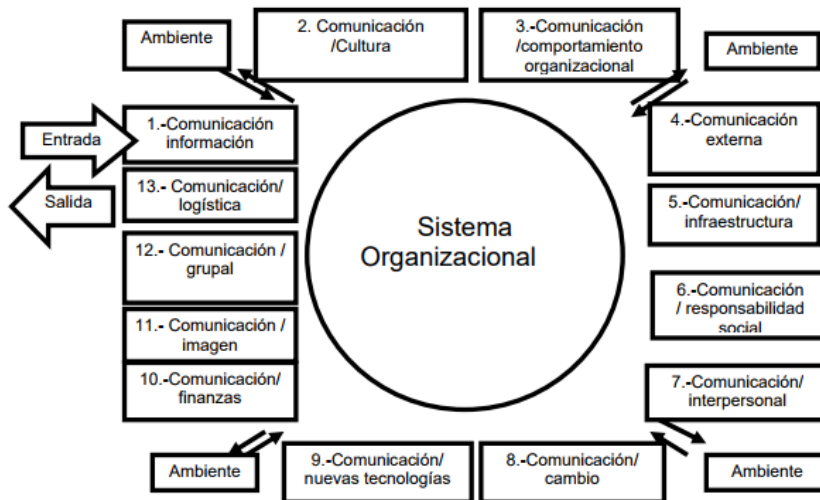 Ambiente
2. Comunicación
/Cultura
3.-Comunicación
/comportamiento
organizacional
Ambiente
Entrada
1.-Comunicación
información
4.-Comunicación
externa
Salida
13.- Comunicación/
logística
5.-Comunicación/
infraestructura
Sistema
Organizacional
12.- Comunicación /
grupal
6.-Comunicación
/ responsabilidad
social
11.- Comunicación /
imagen
10.-Comunicación/
finanzas
7.-Comunicación/
interpersonal
Ambiente
9.-Comunicación/
nuevas tecnologías
8.-Comunicación/
cambio
Ambiente